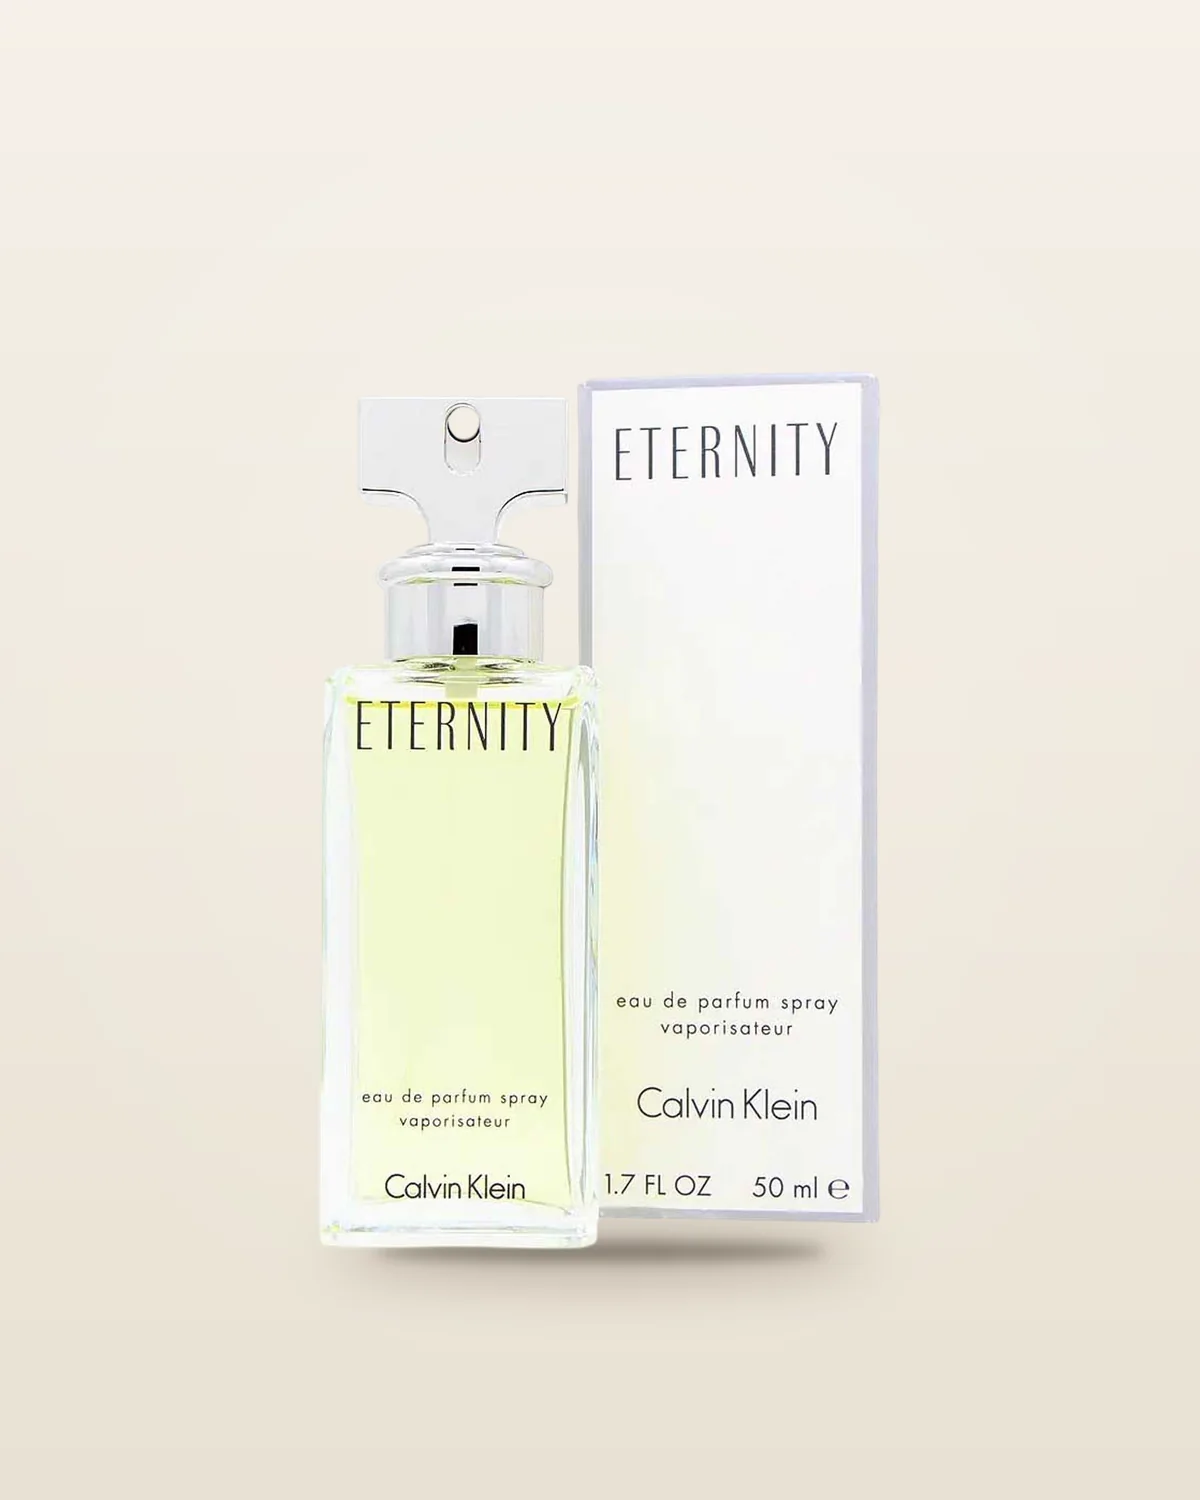 ETERNITY
eau de parfum spray
vaporisateur
Calvin Klein
ETERNITY
eau de parfum spray
vaporisateur
Calvin Klein
1.7 FL OZ 50 ml ℮